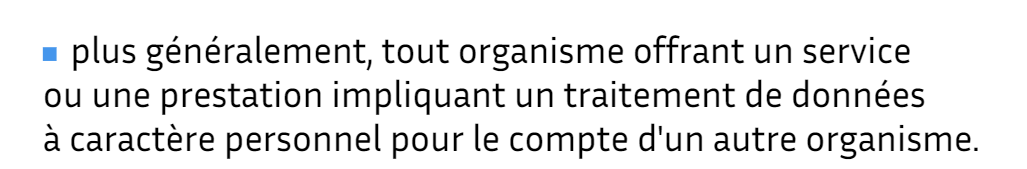 ▪ plus généralement, tout organisme offrant un service
ou une prestation impliquant un traitement de données
à caractère personnel pour le compte d'un autre organisme.